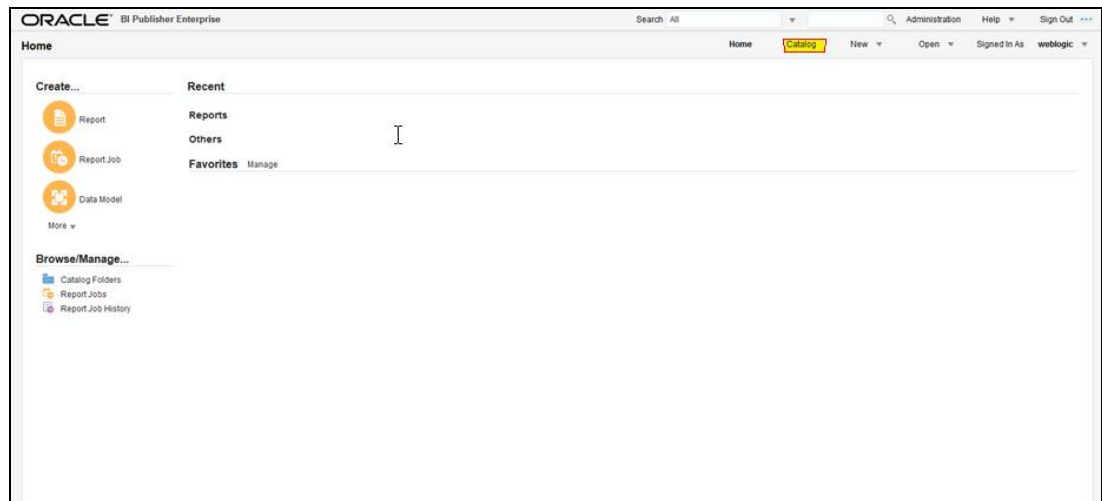 ORACLE BI Publisher Enterprise Search All Administration Help Sign Out
Home Home Catalog New Open Signed In As weblogic
Create...
Report
Report Job
Data Model
More
Browse/Manage...
Catalog Folders
Report Jobs
Report Job History
Recent
Reports
Others
Favorites Manage